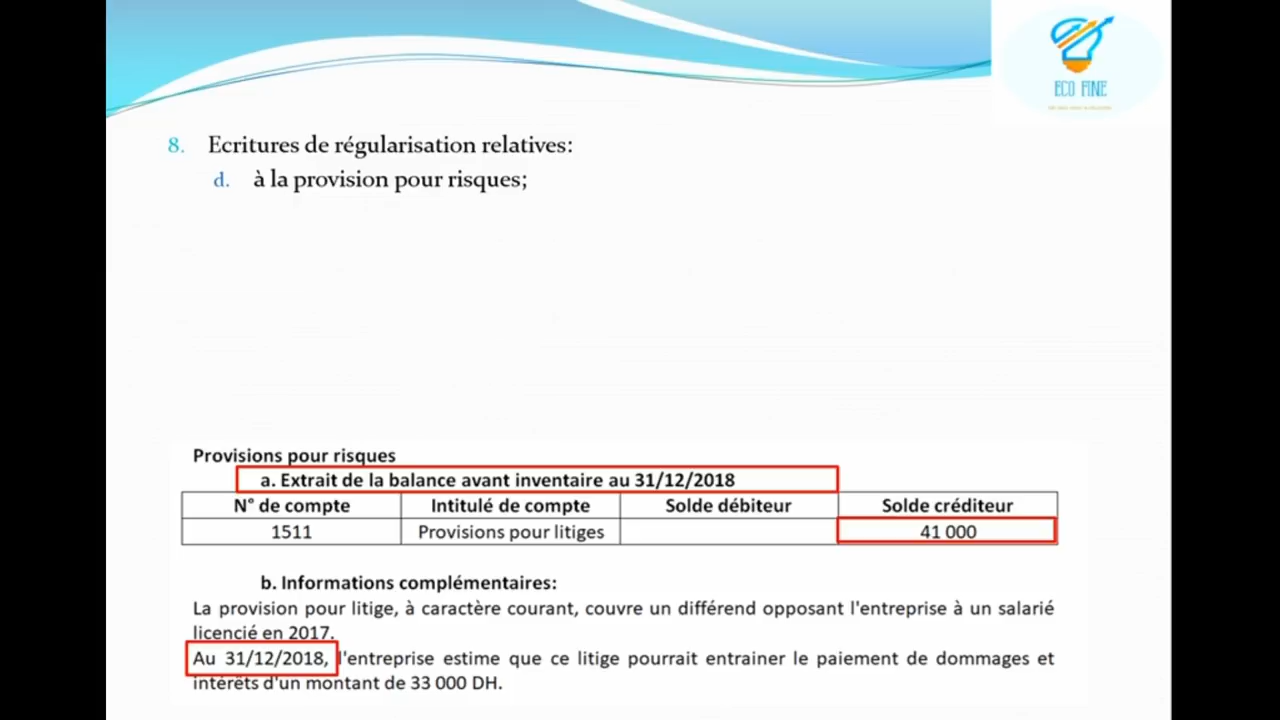 ECO FINE
8. Ecritures de régularisation relatives:
d. à la provision pour risques;
Provisions pour risques
a. Extrait de la balance avant inventaire au 31/12/2018
N° de compte Intitulé de compte Solde débiteur Solde créditeur
1511 Provisions pour litiges 41 000
b. Informations complémentaires:
La provision pour litige, à caractère courant, couvre un différend opposant l'entreprise à un salarié
licencié en 2017.
Au 31/12/2018, l'entreprise estime que ce litige pourrait entrainer le paiement de dommages et
intérêts d'un montant de 33 000 DH.